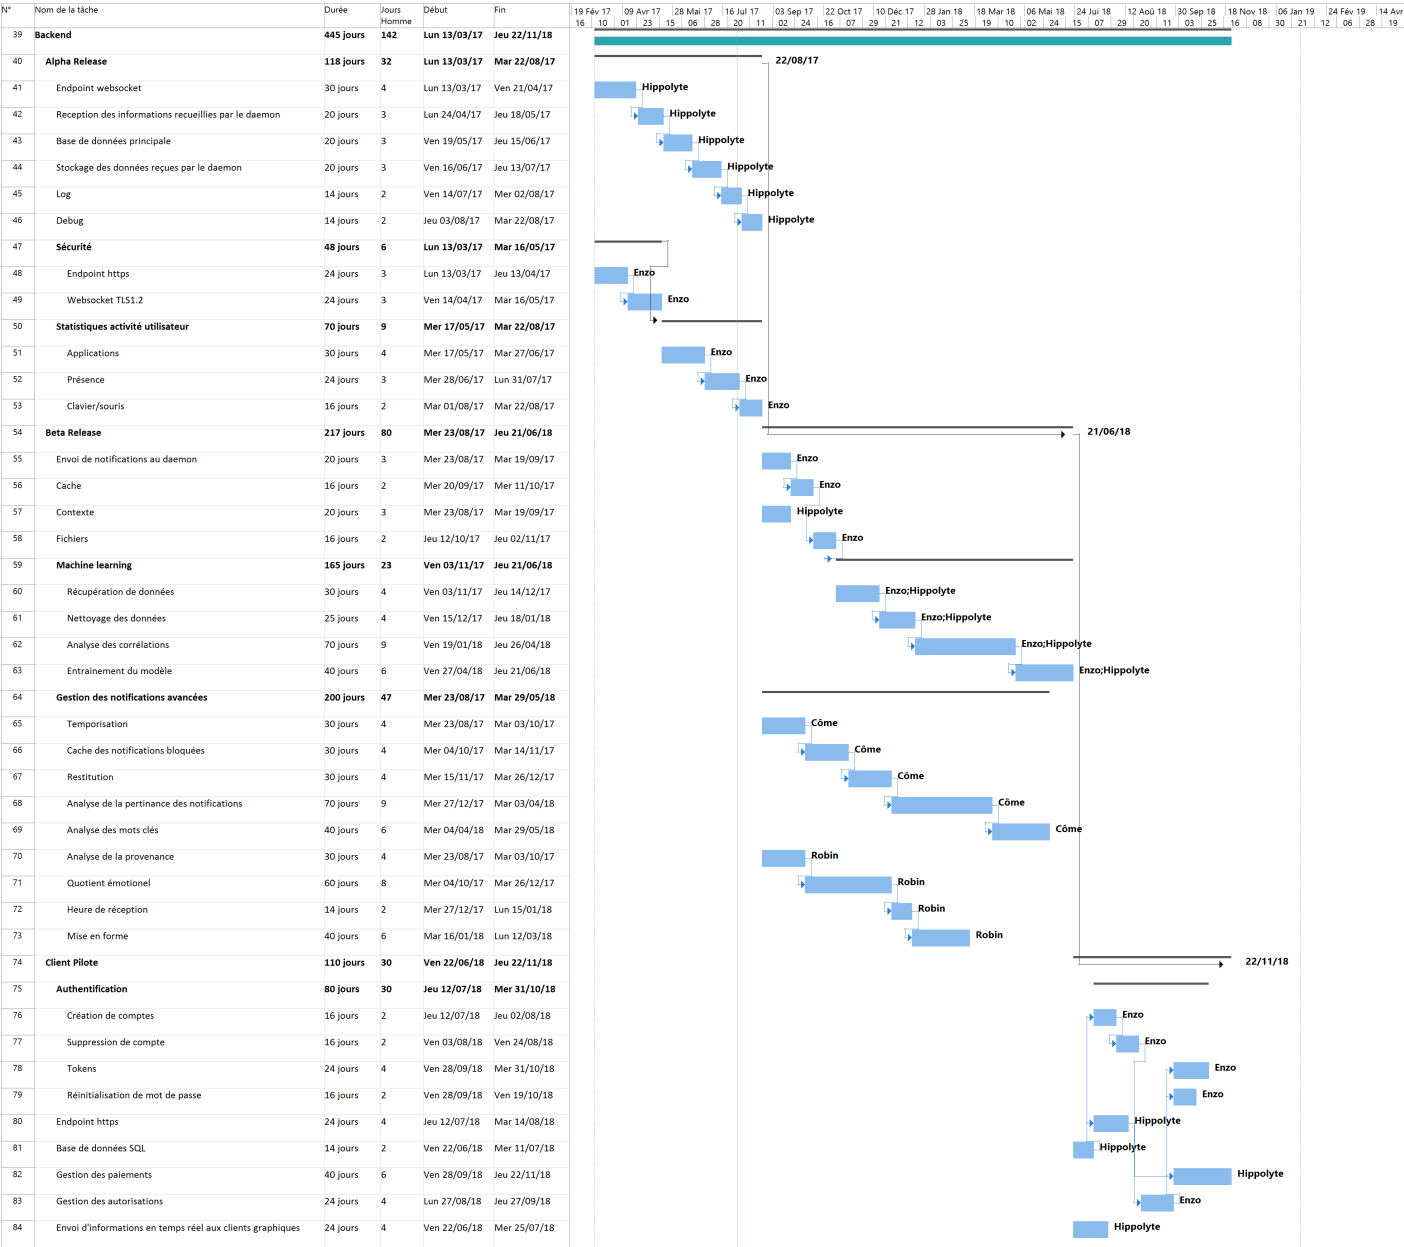 N° Nom de la tâche Durée Jours Homme Début Fin 19 Fév 17 09 Avr 17 28 Mai 17 16 Jul 17 03 Sep 17 22 Oct 17 10 Déc 17 28 Jan 18 18 Mar 18 06 Mai 18 24 Jul 18 12 Aoû 18 30 Sep 18 18 Nov 18 06 Jan 19 24 Fév 19 14 Avr
16 10 01 23 15 06 28 19 11 02 24 16 07 29 21 12 03 25 19 10 02 24 15 07 29 20 11 03 25 16 08 30 21 12 06 28 19
39 Backend 445 jours 142 Lun 13/03/17 Jeu 22/11/18
40 Alpha Release 118 jours 32 Lun 13/03/17 Mar 22/08/17 22/08/17
41 Endpoint websocket 30 jours 4 Lun 13/03/17 Ven 21/04/17 Hippolyte
42 Reception des informations recueillies par le daemon 20 jours 3 Lun 24/04/17 Jeu 18/05/17 Hippolyte
43 Base de données principale 20 jours 3 Ven 19/05/17 Jeu 15/06/17 Hippolyte
44 Stockage des données reçues par le daemon 20 jours 3 Ven 16/06/17 Jeu 13/07/17 Hippolyte
45 Log 14 jours 2 Ven 14/07/17 Mer 02/08/17 Hippolyte
46 Debug 14 jours 2 Jeu 03/08/17 Mar 22/08/17 Hippolyte
47 Sécurité 48 jours 6 Lun 13/03/17 Mar 16/05/17
48 Endpoint https 24 jours 3 Lun 13/03/17 Jeu 13/04/17 Enzo
49 Websocket TLS1.2 24 jours 3 Ven 14/04/17 Mar 16/05/17 Enzo
50 Statistiques activité utilisateur 70 jours 9 Mer 17/05/17 Mar 22/08/17
51 Applications 30 jours 4 Mer 17/05/17 Mar 27/06/17 Enzo
52 Présence 24 jours 3 Mer 28/06/17 Lun 31/07/17 Enzo
53 Clavier/souris 16 jours 2 Mar 01/08/17 Mar 22/08/17 Enzo
54 Beta Release 217 jours 80 Mer 23/08/17 Jeu 21/06/18 21/06/18
55 Envoi de notifications au daemon 20 jours 3 Mer 23/08/17 Mar 19/09/17 Enzo
56 Cache 16 jours 2 Mer 20/09/17 Mer 11/10/17 Enzo
57 Contexte 20 jours 3 Mer 23/08/17 Mar 19/09/17 Hippolyte
58 Fichiers 16 jours 2 Jeu 12/10/17 Jeu 02/11/17 Enzo
59 Machine learning 165 jours 23 Ven 03/11/17 Jeu 21/06/18
60 Récupération de données 30 jours 4 Ven 03/11/17 Jeu 14/12/17 Enzo;Hippolyte
61 Nettoyage des données 25 jours 4 Ven 15/12/17 Jeu 18/01/18 Enzo;Hippolyte
62 Analyse des corrélations 70 jours 9 Ven 19/01/18 Jeu 26/04/18 Enzo;Hippolyte
63 Entrainement du modèle 40 jours 6 Ven 27/04/18 Jeu 21/06/18 Enzo;Hippolyte
64 Gestion des notifications avancées 200 jours 47 Mer 23/08/17 Mar 29/05/18
65 Temporisation 30 jours 4 Mer 23/08/17 Mar 03/10/17 Côme
66 Cache des notifications bloquées 30 jours 4 Mer 04/10/17 Mar 14/11/17 Côme
67 Restitution 30 jours 4 Mer 15/11/17 Mar 26/12/17 Côme
68 Analyse de la pertinance des notifications 70 jours 9 Mer 27/12/17 Mar 03/04/18 Côme
69 Analyse des mots clés 40 jours 6 Mer 04/04/18 Mar 29/05/18 Côme
70 Analyse de la provenance 30 jours 4 Mer 23/08/17 Mar 03/10/17 Robin
71 Quotient émotionel 60 jours 8 Mer 04/10/17 Mar 26/12/17 Robin
72 Heure de réception 14 jours 2 Mer 27/12/17 Lun 15/01/18 Robin
73 Mise en forme 40 jours 6 Mar 16/01/18 Lun 12/03/18 Robin
74 Client Pilote 110 jours 30 Ven 22/06/18 Jeu 22/11/18 22/11/18
75 Authentification 80 jours 30 Jeu 12/07/18 Mer 31/10/18
76 Création de comptes 16 jours 2 Jeu 12/07/18 Jeu 02/08/18 Enzo
77 Suppression de compte 16 jours 2 Ven 03/08/18 Ven 24/08/18 Enzo
78 Tokens 24 jours 4 Ven 28/09/18 Mer 31/10/18 Enzo
79 Réinitialisation de mot de passe 16 jours 2 Ven 28/09/18 Ven 19/10/18 Enzo
80 Endpoint https 24 jours 4 Jeu 12/07/18 Mar 14/08/18 Hippolyte
81 Base de données SQL 14 jours 2 Ven 22/06/18 Mer 11/07/18 Hippolyte
82 Gestion des paiements 40 jours 6 Ven 28/09/18 Jeu 22/11/18 Hippolyte
83 Gestion des autorisations 24 jours 4 Lun 27/08/18 Jeu 27/09/18 Enzo
84 Envoi d'informations en temps réel aux clients graphiques 24 jours 4 Ven 22/06/18 Mer 25/07/18 Hippolyte